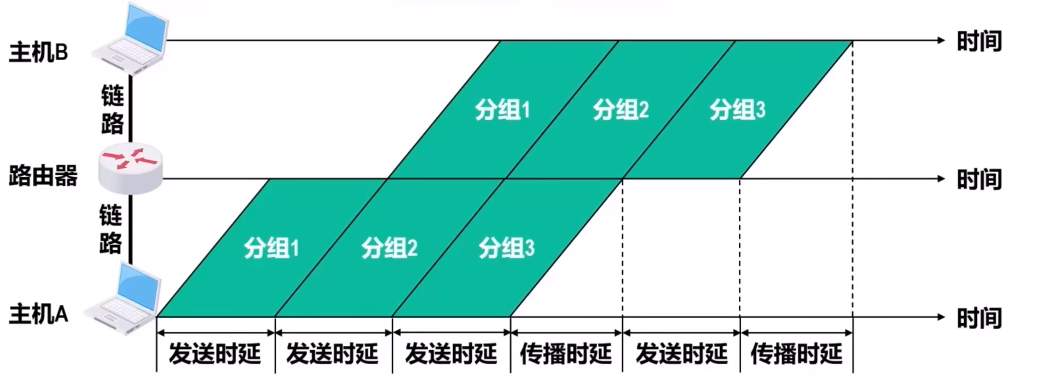 主机B
时间
链路
分组1
分组2
分组3
路由器
时间
链路
分组1
分组2
分组3
主机A
时间
发送时延
发送时延
发送时延
传播时延
发送时延
传播时延